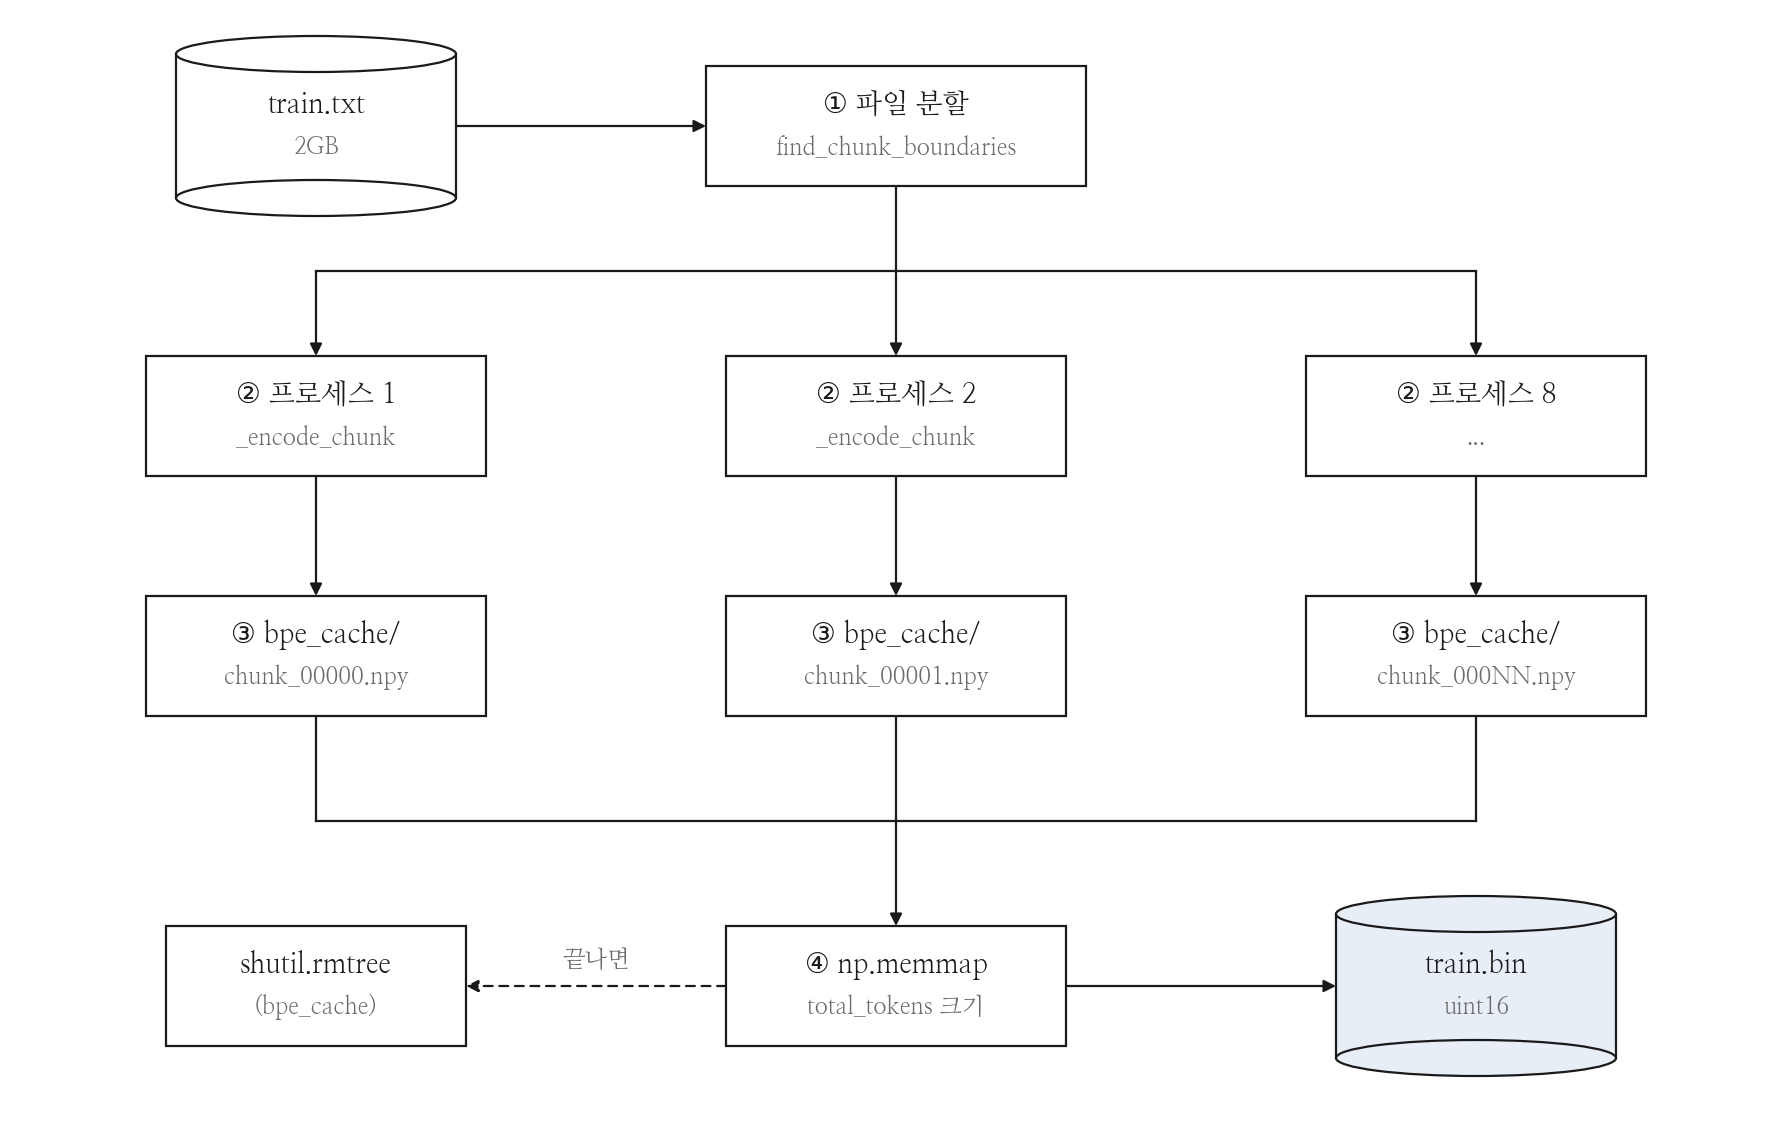 train.txt
2GB
① 파일 분할
find_chunk_boundaries
② 프로세스 1
_encode_chunk
② 프로세스 2
_encode_chunk
② 프로세스 8
...
③ bpe_cache/
chunk_00000.npy
③ bpe_cache/
chunk_00001.npy
③ bpe_cache/
chunk_000NN.npy
shutil.rmtree
(bpe_cache)
끝나면
④ np.memmap
total_tokens 크기
train.bin
uint16